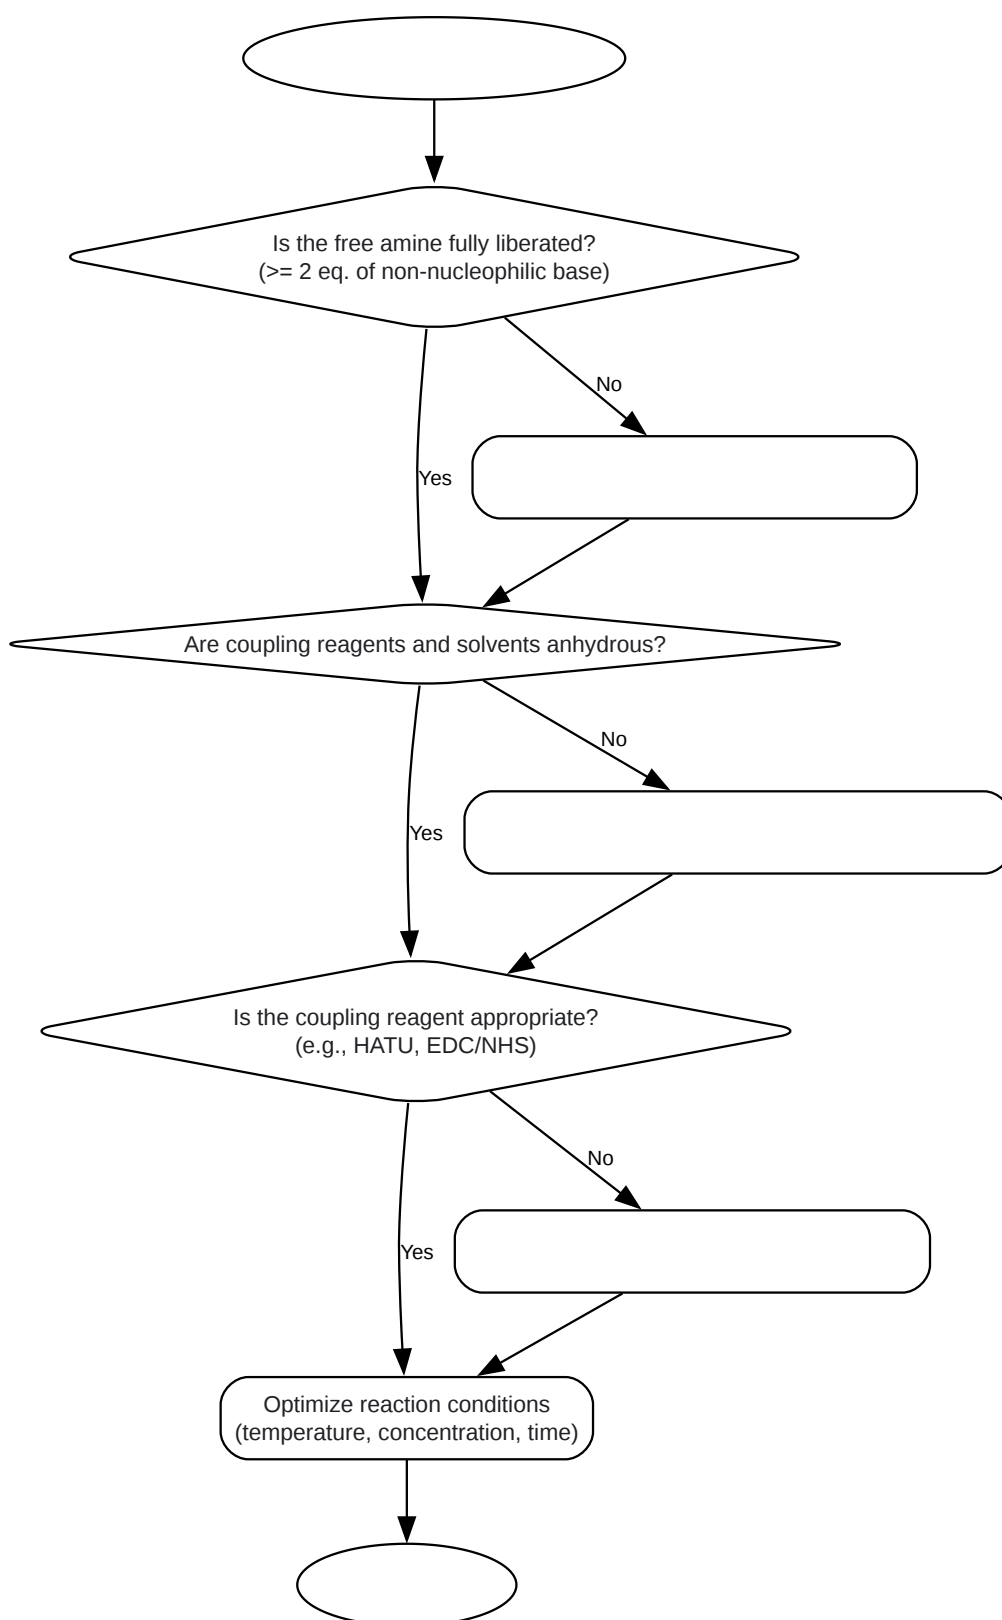 Is the free amine fully liberated?
(>= 2 eq. of non-nucleophilic base)
No
Yes
Are coupling reagents and solvents anhydrous?
No
Yes
Is the coupling reagent appropriate?
(e.g., HATU, EDC/NHS)
No
Yes
Optimize reaction conditions
(temperature, concentration, time)